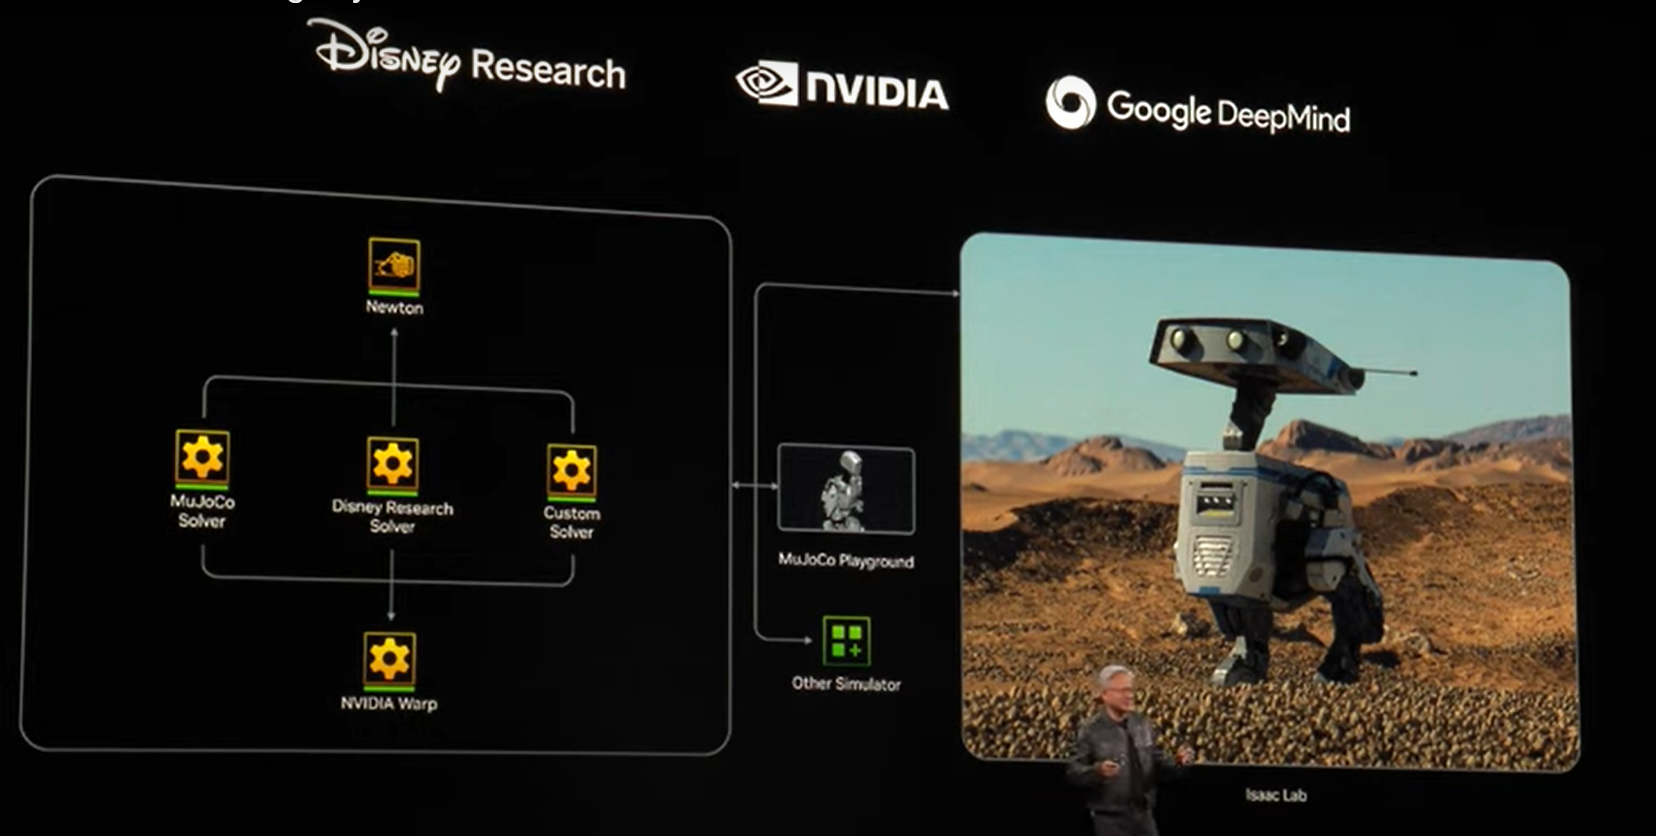 Disney Research
NVIDIA
Google DeepMind
Newton
MuJoCo
Solver
Disney Research
Solver
Custom
Solver
NVIDIA Warp
MuJoCo Playground
Other Simulator
Isaac Lab